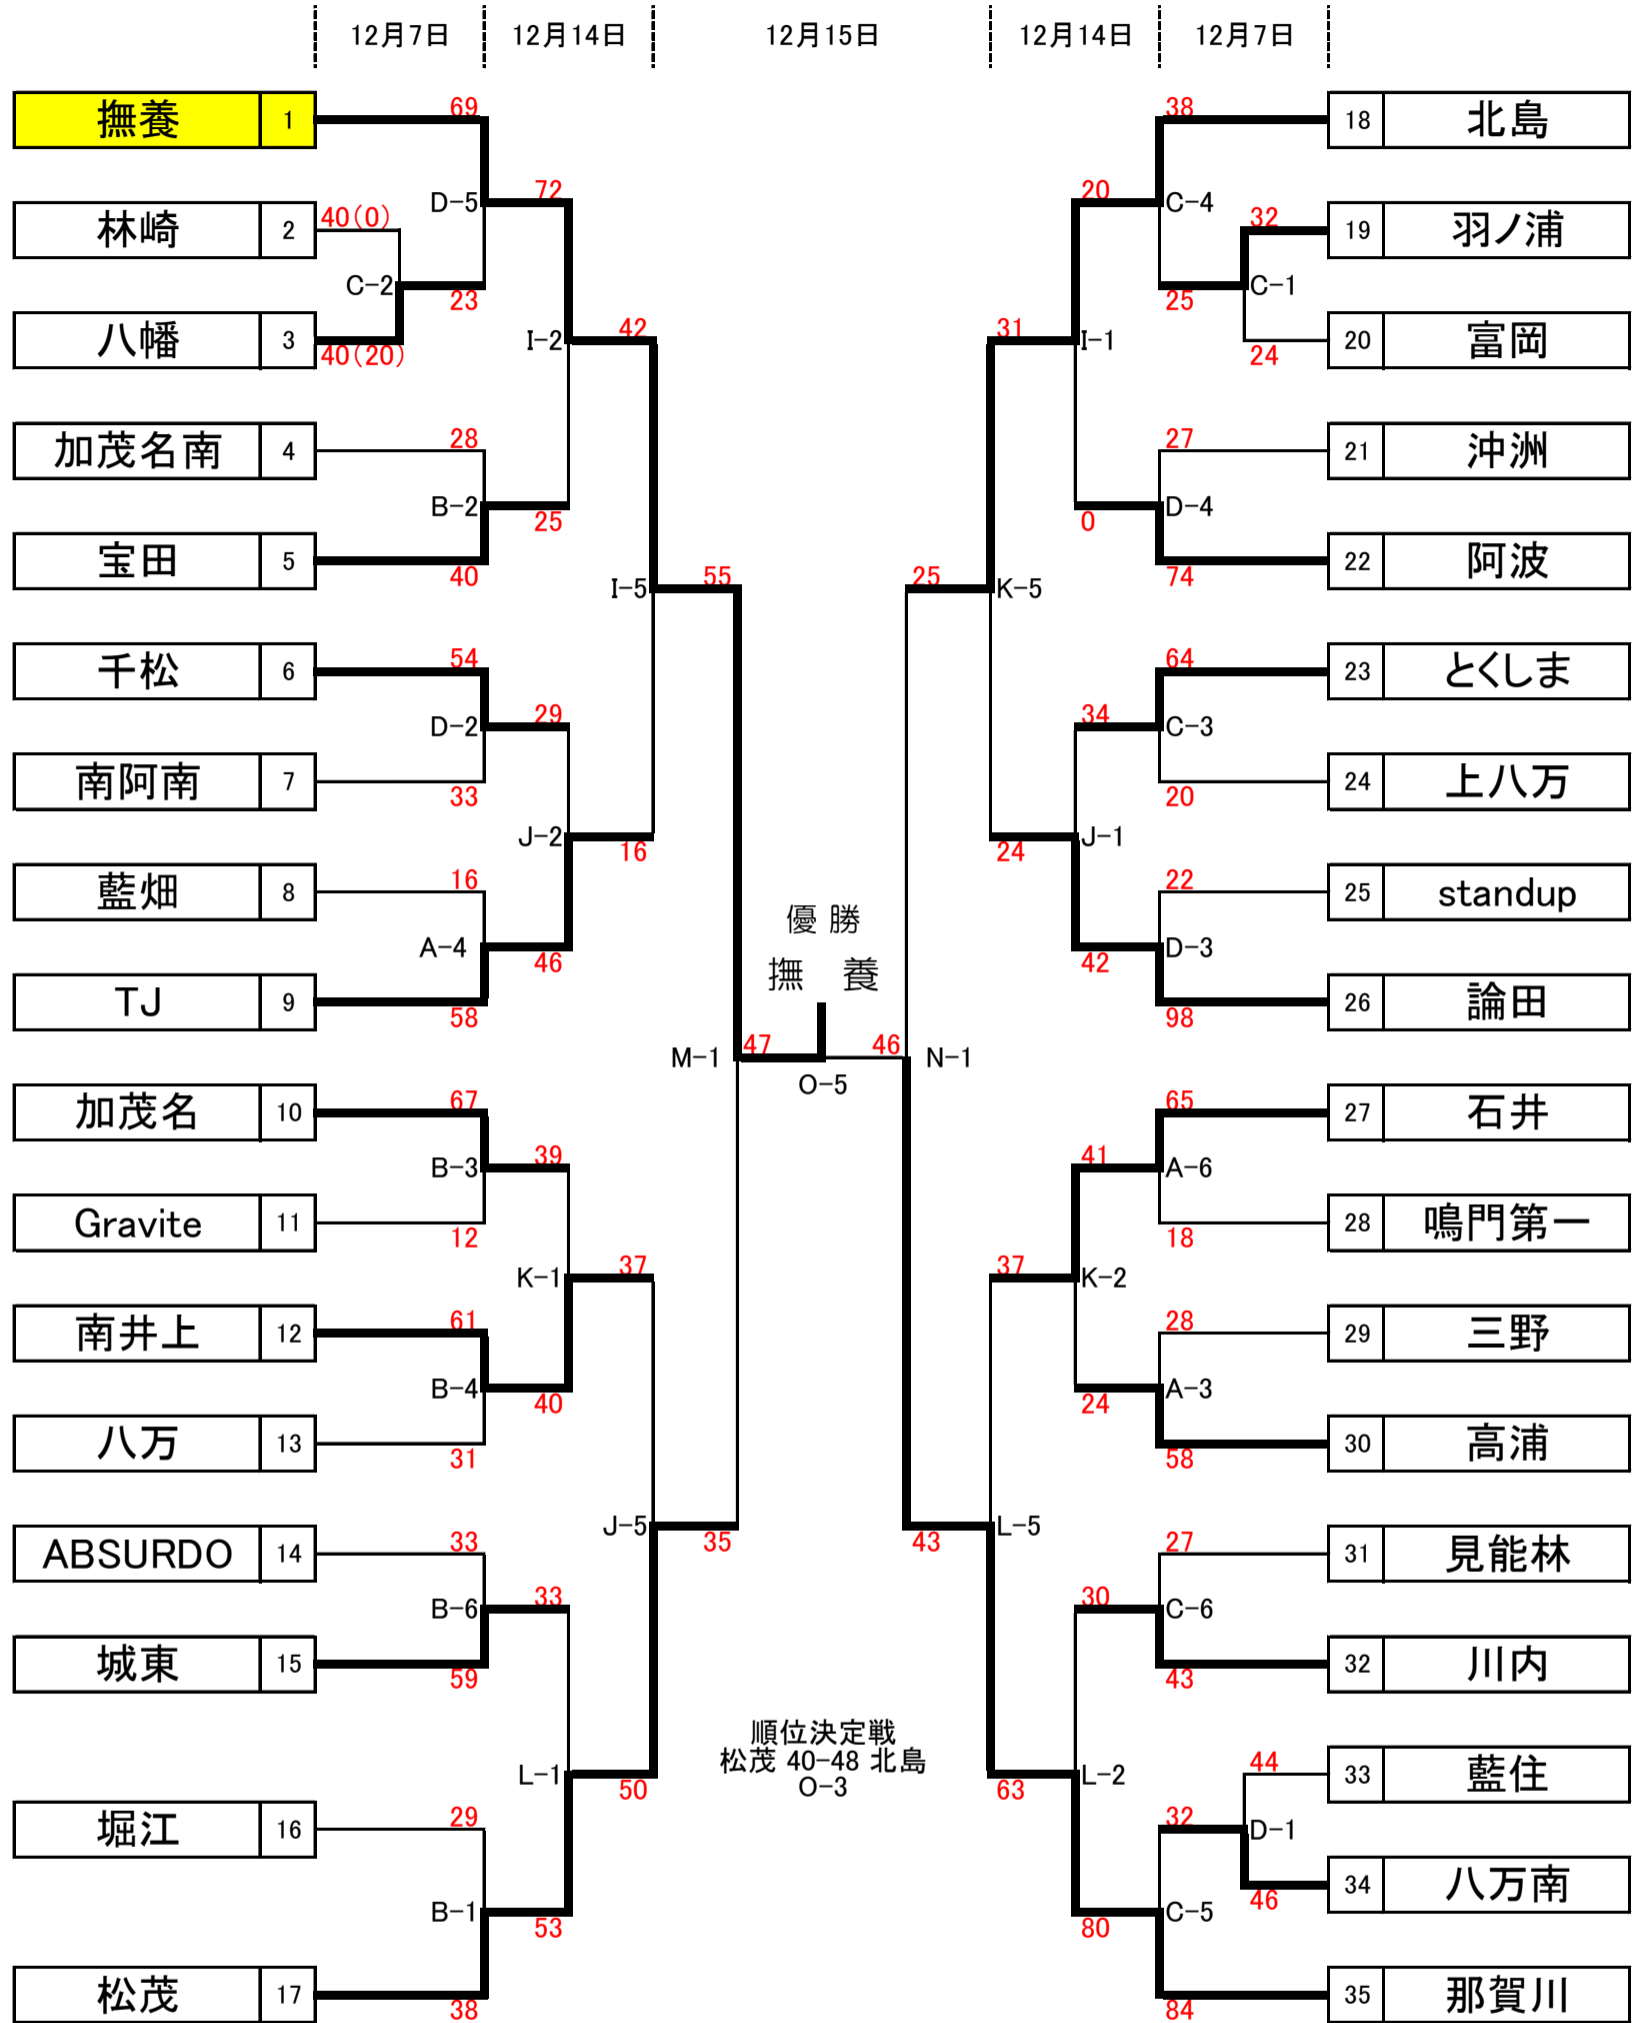 12月7日 12月14日 12月15日 12月14日 12月7日
撫養 1 69 38 18 北島
D-5 72 20 C-4
林崎 2 40(0) 32 19 羽ノ浦
C-2 23 25 C-1
八幡 3 40(20) I-2 42 31 I-1 24 20 富岡
加茂名南 4 28 27 21 沖洲
B-2 25 0 D-4
宝田 5 40 74 22 阿波
I-5 55 25 K-5
千松 6 54 64 23 とくしま
D-2 29 34 C-3
南阿南 7 33 20 24 上八万
J-2 16 24 J-1
藍畑 8 16 22 25 standup
優勝
A-4 46 42 D-3
撫養
TJ 9 58 98 26 論田
M-1 47 46 N-1
O-5
加茂名 10 67 65 27 石井
B-3 39 41 A-6
Gravite 11 12 18 28 鳴門第一
K-1 37 37 K-2
南井上 12 61 28 29 三野
B-4 40 24 A-3
八万 13 31 58 30 高浦
J-5 35 43 L-5
ABSURDO 14 33 27 31 見能林
B-6 33 30 C-6
城東 15 59 43 32 川内
順位決定戦
松茂 40-48 北島
O-3
L-1 50 63 L-2 44 33 藍住
堀江 16 29 32 D-1
46 34 八万南
B-1 53 80 C-5
松茂 17 38 84 35 那賀川